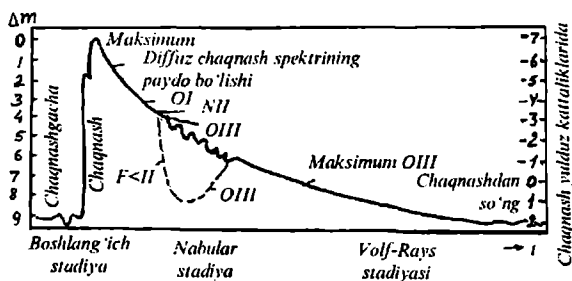 Δm
0
1
2
3
4
5
6
7
8
9
Chaqnashgacha
Chaqnash
Maksimum
Diffuz chaqnash spektrining
paydo bo'lishi
OI
NII
OIII
F<II
OIII
Maksimum OIII
Chaqnashdan
so'ng
-7
-6
-5
-4
-3
-2
-1
0
1
2
Chaqnash yulduz kattaliklarida
Boshlang'ich
stadiya
Nabular
stadiya
Volf-Rays
stadiyasi
→ t